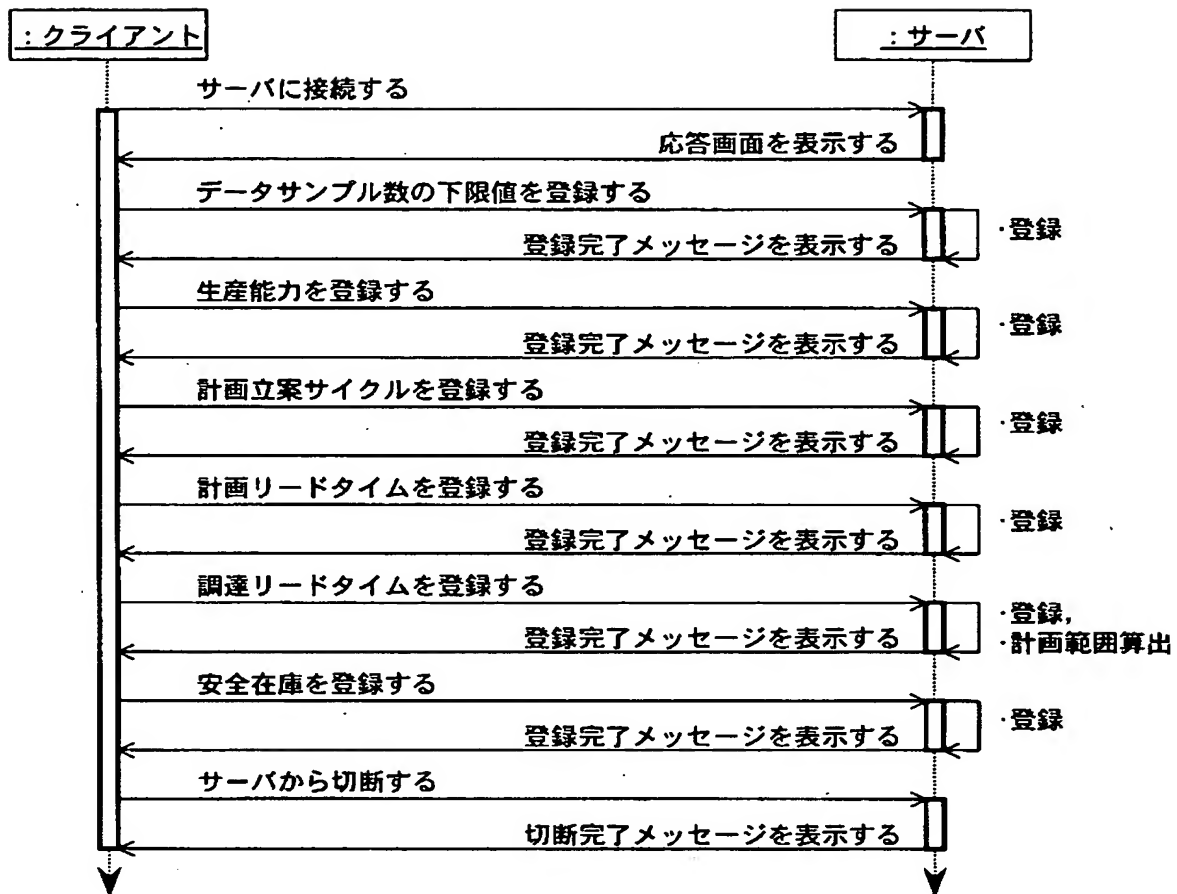 ：クライアント
：サーバ
サーバに接続する
応答画面を表示する
データサンプル数の下限値を登録する
・登録
登録完了メッセージを表示する
生産能力を登録する
・登録
登録完了メッセージを表示する
計画立案サイクルを登録する
・登録
登録完了メッセージを表示する
計画リードタイムを登録する
・登録
登録完了メッセージを表示する
調達リードタイムを登録する
・登録,
登録完了メッセージを表示する
・計画範囲算出
安全在庫を登録する
・登録
登録完了メッセージを表示する
サーバから切断する
切断完了メッセージを表示する